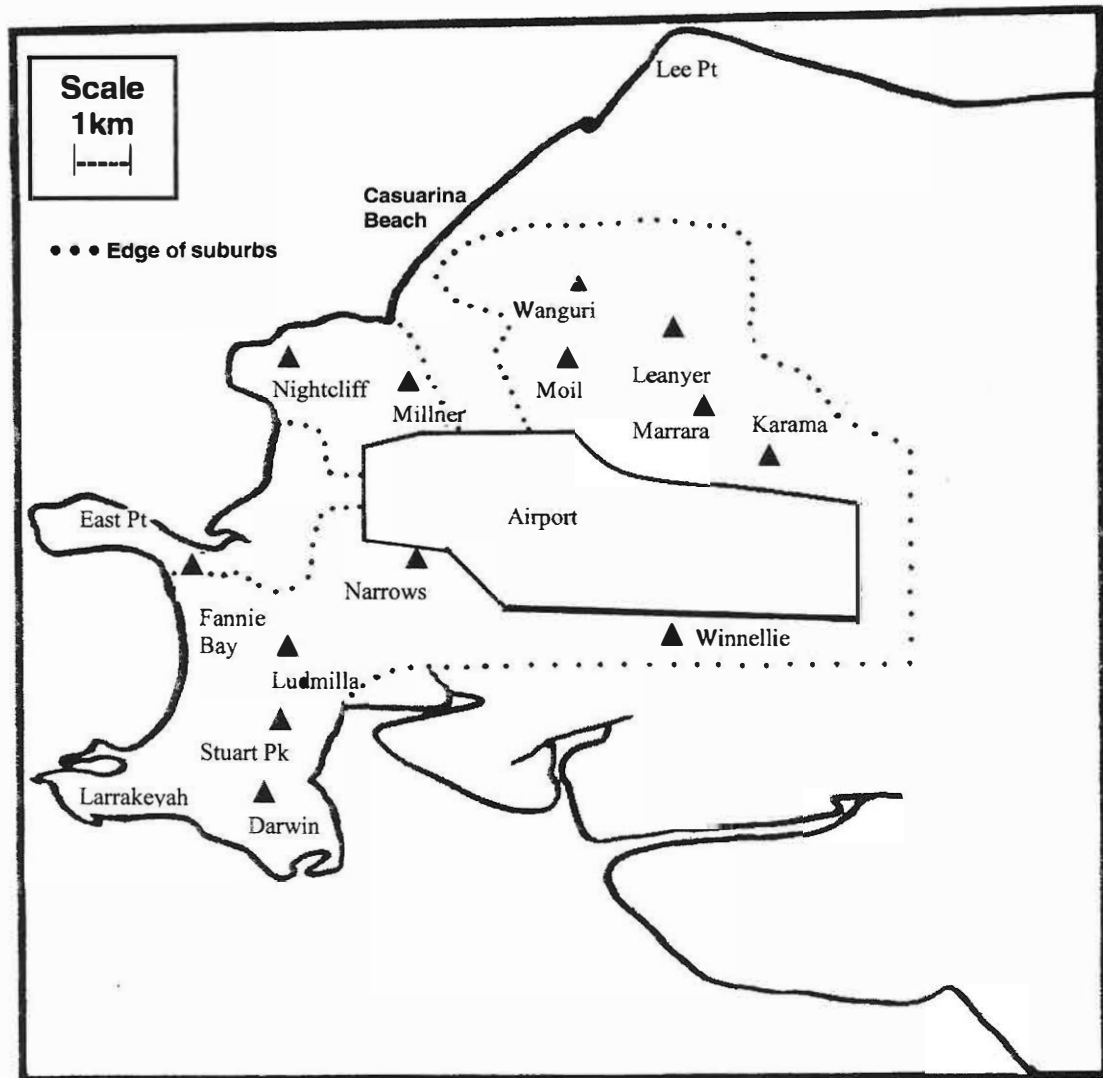 Lee Pt
Scale
1km
Casuarina
Beach
• • • Edge of suburbs
Wanguri
Nightcliff
Moil
Leanyer
Millner
Marrara
Karama
East Pt
Airport
Narrows
Fannie
Bay
Winnellie
Ludmilla
Stuart Pk
Larrakeyah
Darwin